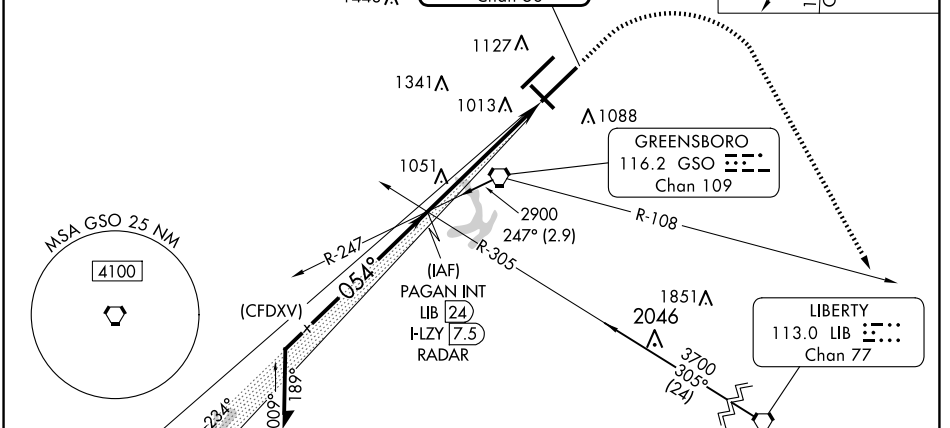 1127
1341
1013
1088
GREENSBORO
116.2 GSO
Chan 109
1051
2900
247° (2.9)
R-108
MSA GSO 25 NM
4100
R-247
R-305
054°
(IAF)
PAGAN INT
LIB 24
I-LZY 7.5
RADAR
(CFDXV)
1851
2046
LIBERTY
113.0 LIB
Chan 77
3700
305°
(24)
189°
009°
234°